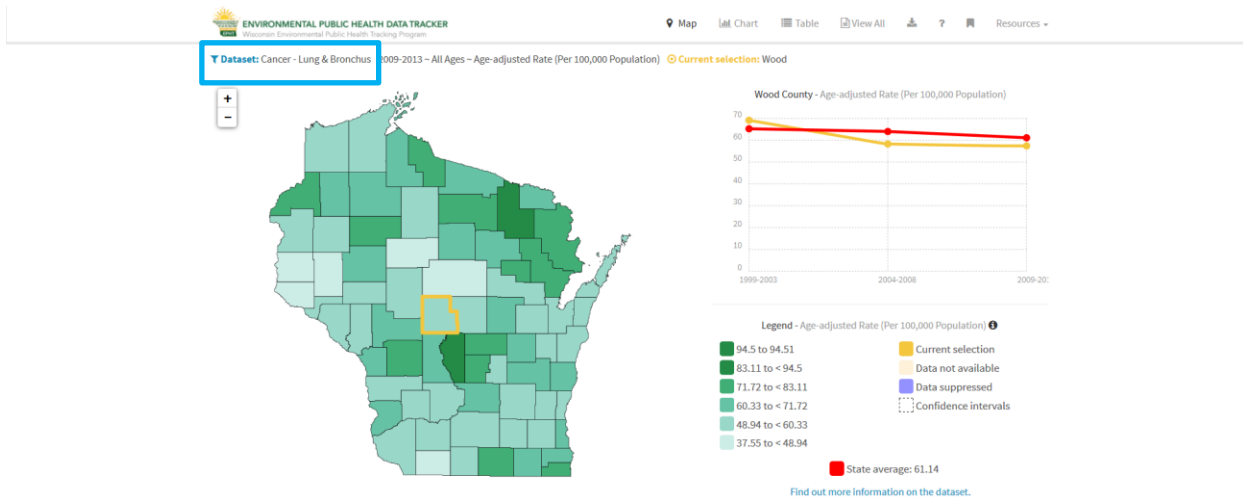 ENVIRONMENTAL PUBLIC HEALTH DATA TRACKER
Wisconsin Environmental Public Health Tracking Program
Map Chart Table View All ? Resources
Dataset: Cancer - Lung & Bronchus 2009-2013 ~ All Ages ~ Age-adjusted Rate (Per 100,000 Population) Current selection: Wood
+
−
Wood County - Age-adjusted Rate (Per 100,000 Population)
70
60
50
40
30
20
10
0
1999-2003 2004-2008 2009-20
Legend - Age-adjusted Rate (Per 100,000 Population)
94.5 to 94.51 Current selection
83.11 to < 94.5 Data not available
71.72 to < 83.11 Data suppressed
60.33 to < 71.72 Confidence intervals
48.94 to < 60.33
37.55 to < 48.94
State average: 61.14
Find out more information on the dataset.